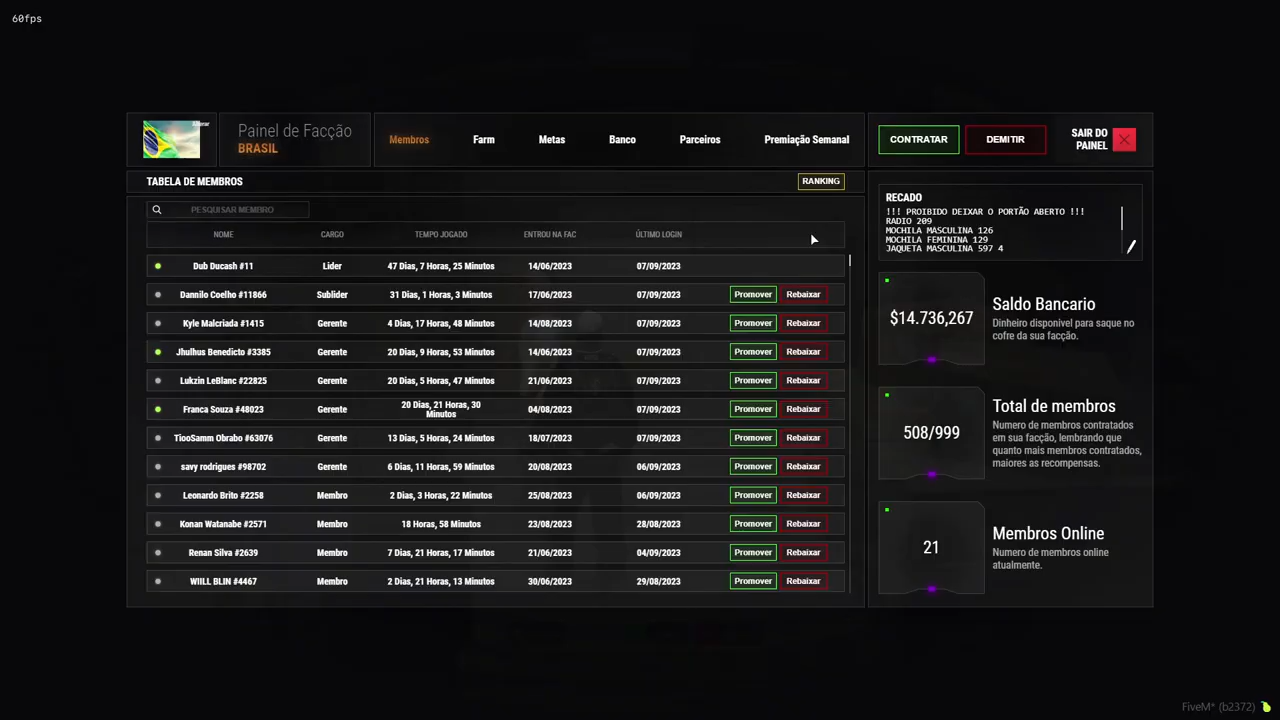 60fps
Painel de Facção
BRASIL
Membros
Farm
Metas
Banco
Parceiros
Premiação Semanal
CONTRATAR
DEMITIR
SAIR DO
PAINEL
TABELA DE MEMBROS
RANKING
PESQUISAR MEMBRO
NOME CARGO TEMPO JOGADO ENTROU NA FAC ÚLTIMO LOGIN
Dub Ducash #11 Lider 47 Dias, 7 Horas, 25 Minutos 14/06/2023 07/09/2023
Dannilo Coelho #11866 Sublider 31 Dias, 1 Horas, 3 Minutos 17/06/2023 07/09/2023 Promover Rebaixar
Kyle Malcriada #1415 Gerente 4 Dias, 17 Horas, 48 Minutos 14/08/2023 07/09/2023 Promover Rebaixar
Jhulhus Benedicto #3385 Gerente 20 Dias, 9 Horas, 53 Minutos 14/06/2023 07/09/2023 Promover Rebaixar
Lukzin LeBlanc #22825 Gerente 20 Dias, 5 Horas, 47 Minutos 21/06/2023 07/09/2023 Promover Rebaixar
Franca Souza #48023 Gerente 20 Dias, 21 Horas, 30 Minutos 04/08/2023 07/09/2023 Promover Rebaixar
TiooSamm Obrabo #63076 Gerente 13 Dias, 5 Horas, 24 Minutos 18/07/2023 07/09/2023 Promover Rebaixar
savy rodrigues #98702 Gerente 6 Dias, 11 Horas, 59 Minutos 20/08/2023 06/09/2023 Promover Rebaixar
Leonardo Brito #2258 Membro 2 Dias, 3 Horas, 22 Minutos 25/08/2023 06/09/2023 Promover Rebaixar
Konan Watanabe #2571 Membro 18 Horas, 58 Minutos 23/08/2023 28/08/2023 Promover Rebaixar
Renan Silva #2639 Membro 7 Dias, 21 Horas, 17 Minutos 21/06/2023 04/09/2023 Promover Rebaixar
WIILL BLIN #4467 Membro 2 Dias, 21 Horas, 13 Minutos 30/06/2023 29/08/2023 Promover Rebaixar
RECADO
!!! PROIBIDO DEIXAR O PORTÃO ABERTO !!!
RADIO 209
MOCHILA MASCULINA 126
MOCHILA FEMININA 129
JAQUETA MASCULINA 597 4
$14.736,267
Saldo Bancario
Dinheiro disponivel para saque no
cofre da sua facção.
508/999
Total de membros
Numero de membros contratados
em sua facção, lembrando que
quanto mais membros contratados,
maiores as recompensas.
21
Membros Online
Numero de membros online
atualmente.
FiveM* (b2372)